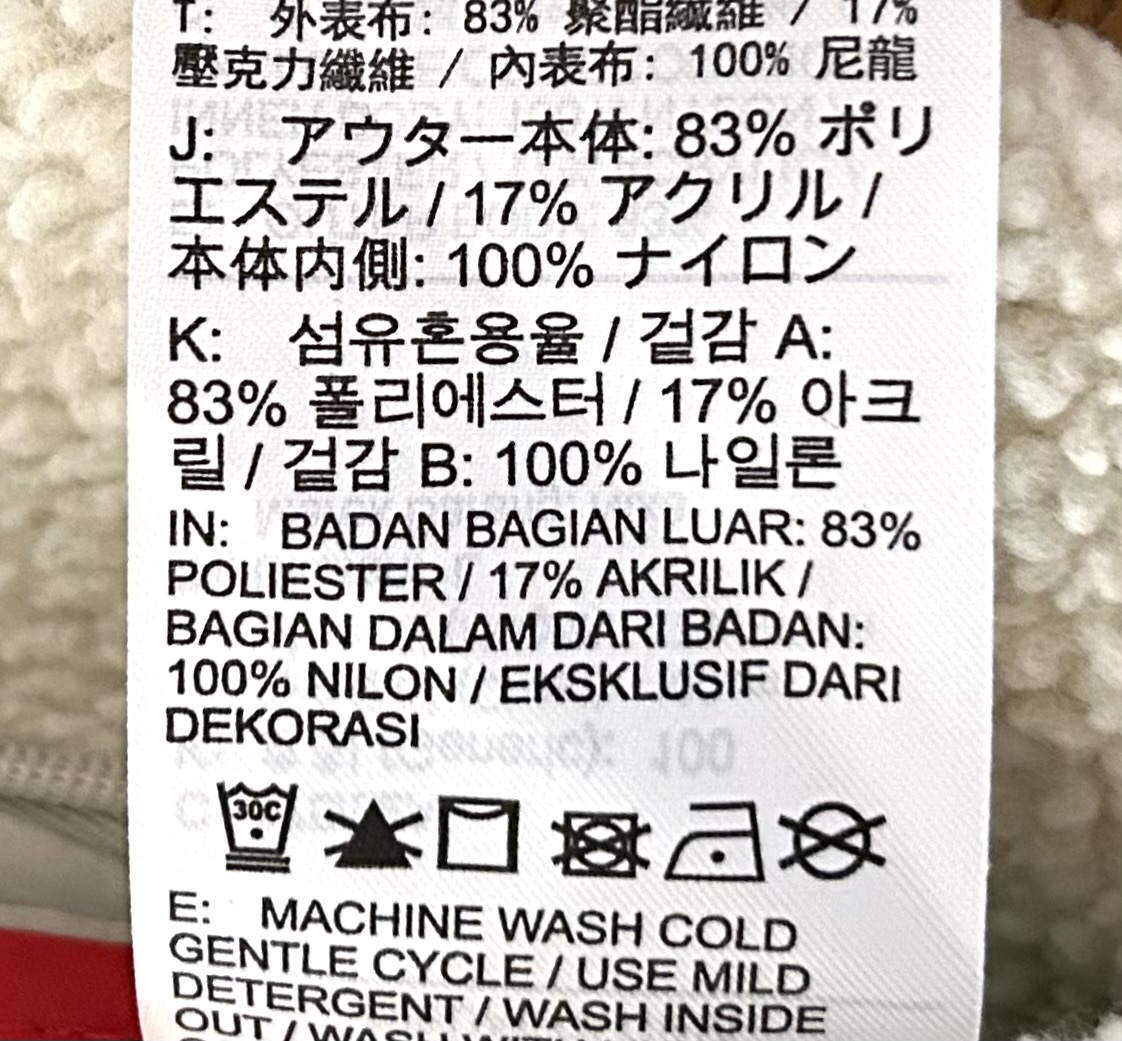 T: 外表布: 83% 聚酯纖維 / 17%
壓克力纖維 / 內表布: 100% 尼龍
J: アウター本体: 83% ポリ
エステル / 17% アクリル /
本体内側: 100% ナイロン
K: 섬유혼용율 / 겉감 A:
83% 폴리에스터 / 17% 아크
릴 / 겉감 B: 100% 나일론
IN: BADAN BAGIAN LUAR: 83%
POLIESTER / 17% AKRILIK /
BAGIAN DALAM DARI BADAN:
100% NILON / EKSKLUSIF DARI
DEKORASI
30C
E: MACHINE WASH COLD
GENTLE CYCLE / USE MILD
DETERGENT / WASH INSIDE
OUT / WASH WITH